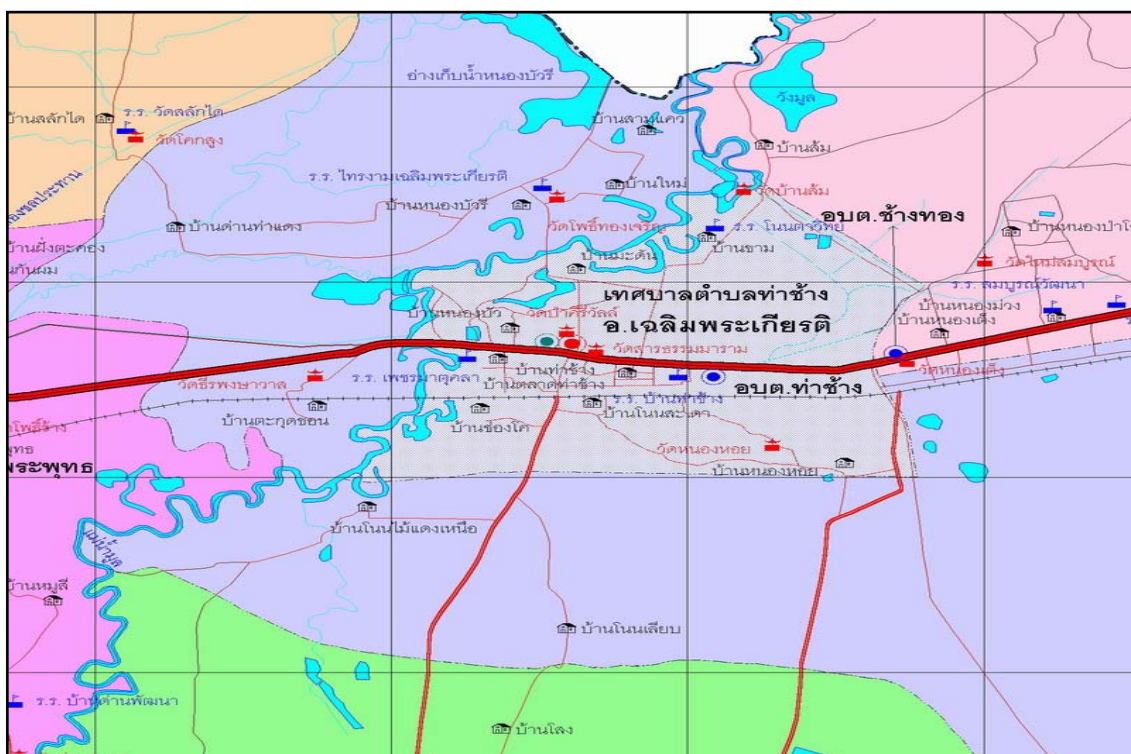 อ่างเก็บน้ำหนองบัวรี
วังมูล
ร.ร. วัดสลักได
บ้านสลักได
วัดโคกสูง
บ้านสามแคว
บ้านส้ม
ร.ร. ไทรงามเฉลิมพระเกียรติ
บ้านใหม่
วัดบ้านส้ม
บ้านหนองบัวรี
อบต.ช้างทอง
บ้านด่านท่าแดง
วัดโพธิ์ทองเจริญ
ร.ร. โนนตาวิทย์
บ้านขาม
บ้านฝั่งตะคอง
บ้านมะดัน
วัดใหม่สมบูรณ์
ร.ร. สมบูรณ์วัฒนา
เทศบาลตำบลท่าช้าง
บ้านหนองบัว
วัดป่าคีรีวัลล์
อ.เฉลิมพระเกียรติ
บ้านหนองม่วง
บ้านหนองเต็ง
วัดสารธรรมาราม
วัดหนองเต็ง
วัดธีรพงษาวาส
ร.ร. เพชรมาตุคลา
บ้านท่าช้าง
บ้านตลาดท่าช้าง
อบต.ท่าช้าง
ร.ร. บ้านท่าช้าง
บ้านตะกุดขอน
บ้านช่องโค
บ้านโนนสะเดา
วัดหนองหอย
พระพุทธ
บ้านหนองหอย
บ้านโนนไม้แดงเหนือ
แม่น้ำมูล
บ้านหมูสี
บ้านโนนเสียบ
ร.ร. บ้านด่านพัฒนา
บ้านโสง